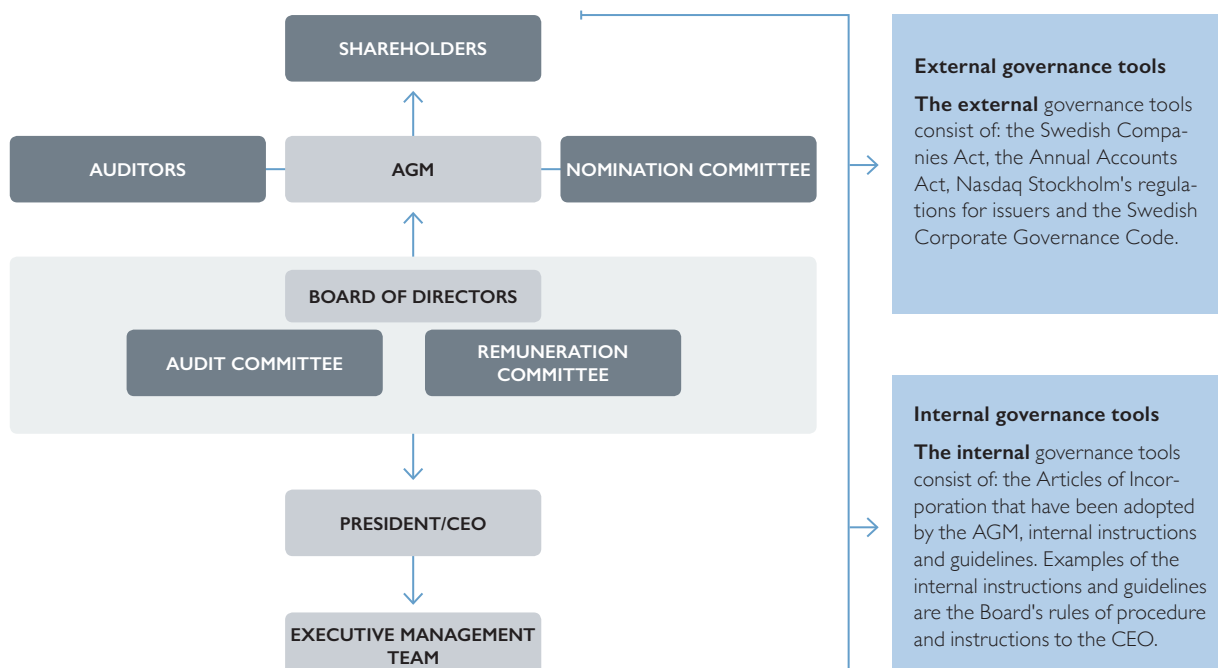 SHAREHOLDERS
AUDITORS
AGM
NOMINATION COMMITTEE
BOARD OF DIRECTORS
AUDIT COMMITTEE
REMUNERATION
COMMITTEE
PRESIDENT/CEO
EXECUTIVE MANAGEMENT
TEAM
External governance tools
The external governance tools
consist of: the Swedish Compa-
nies Act, the Annual Accounts
Act, Nasdaq Stockholm's regula-
tions for issuers and the Swedish
Corporate Governance Code.
Internal governance tools
The internal governance tools
consist of: the Articles of Incor-
poration that have been adopted
by the AGM, internal instructions
and guidelines. Examples of the
internal instructions and guidelines
are the Board's rules of procedure
and instructions to the CEO.